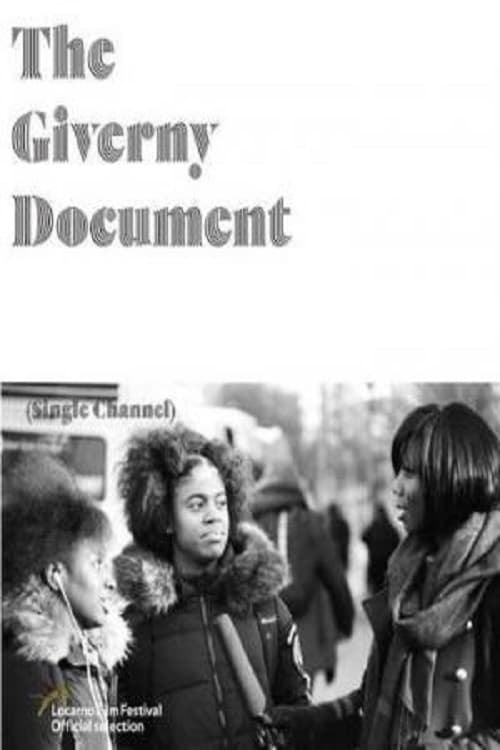 The
Giverny
Document
(Single Channel)
Locarno Film Festival
Official selection